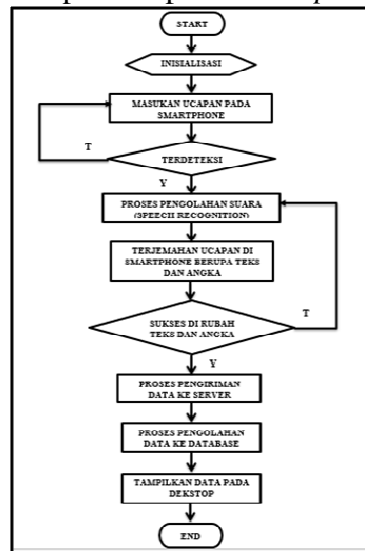 START
INISIALISASI
MASUKAN UCAPAN PADA
SMARTPHONE
T
TERDETEKSI
Y
PROSES PENGOLAHAN SUARA
(SPEECH RECOGNITION)
TERJEMAHAN UCAPAN DI
SMARTPHONE BERUPA TEKS
DAN ANGKA
T
SUKSES DI RUBAH
TEKS DAN ANGKA
Y
PROSES PENGIRIMAN
DATA KE SERVER
PROSES PENGOLAHAN
DATA KE DATABASE
TAMPILKAN DATA PADA
DEKSTOP
END